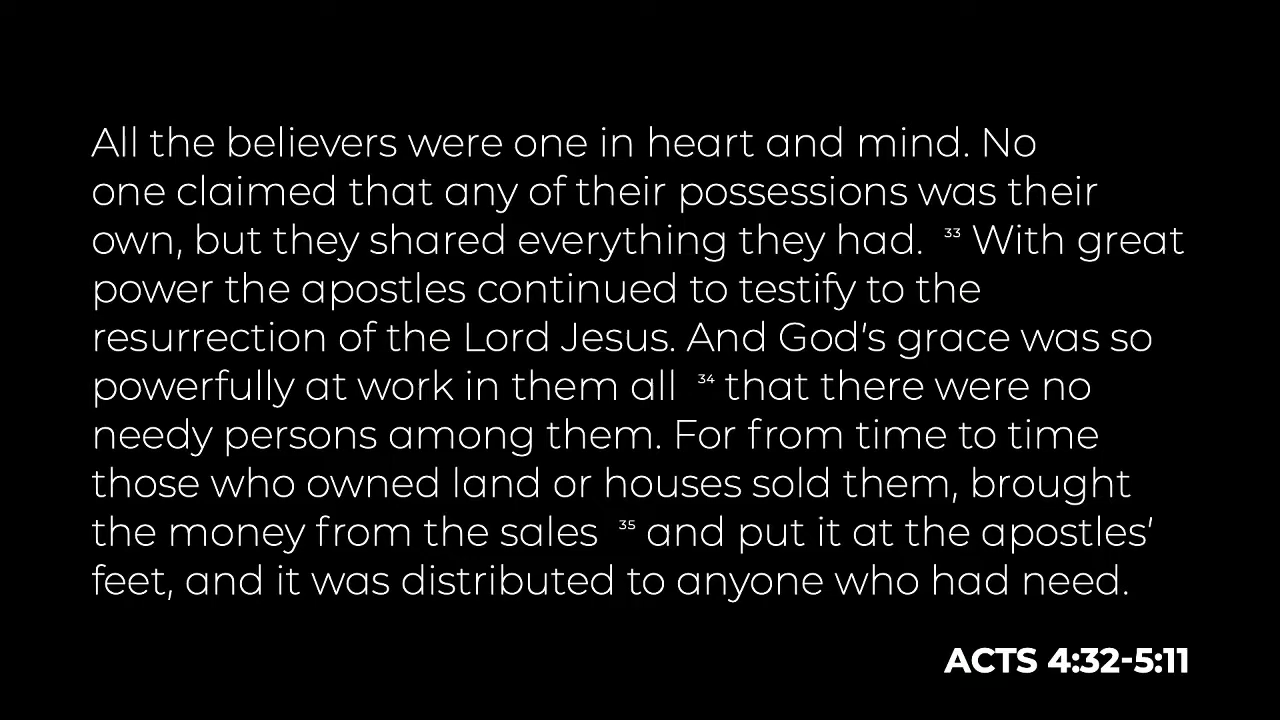 All the believers were one in heart and mind. No
one claimed that any of their possessions was their
own, but they shared everything they had. 33 With great
power the apostles continued to testify to the
resurrection of the Lord Jesus. And God’s grace was so
powerfully at work in them all 34 that there were no
needy persons among them. For from time to time
those who owned land or houses sold them, brought
the money from the sales 35 and put it at the apostles’
feet, and it was distributed to anyone who had need.
ACTS 4:32-5:11